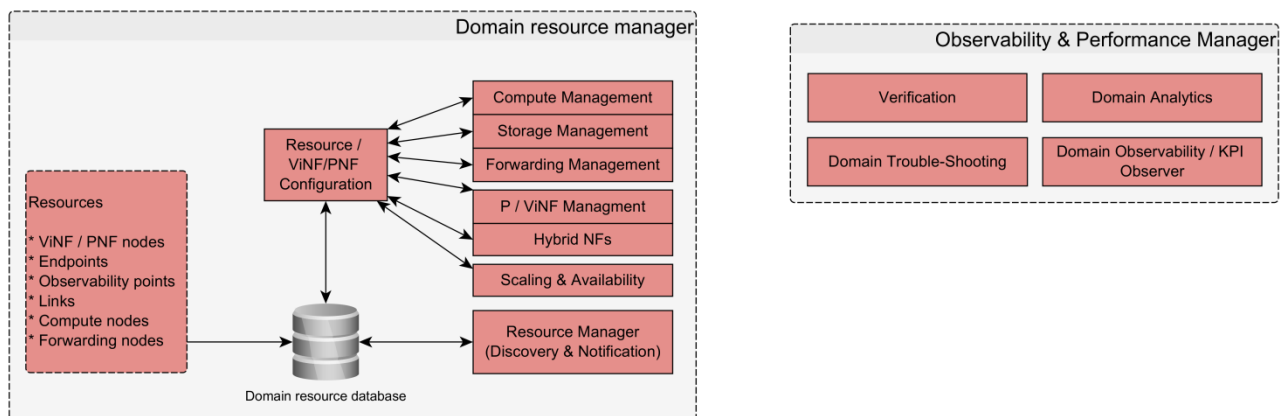 Domain resource manager
Resources
* ViNF / PNF nodes
* Endpoints
* Observability points
* Links
* Compute nodes
* Forwarding nodes
Resource /
ViNF/PNF
Configuration
Domain resource database
Compute Management
Storage Management
Forwarding Management
P / ViNF Managment
Hybrid NFs
Scaling & Availability
Resource Manager
(Discovery & Notification)
Observability & Performance Manager
Verification
Domain Analytics
Domain Trouble-Shooting
Domain Observability / KPI
Observer